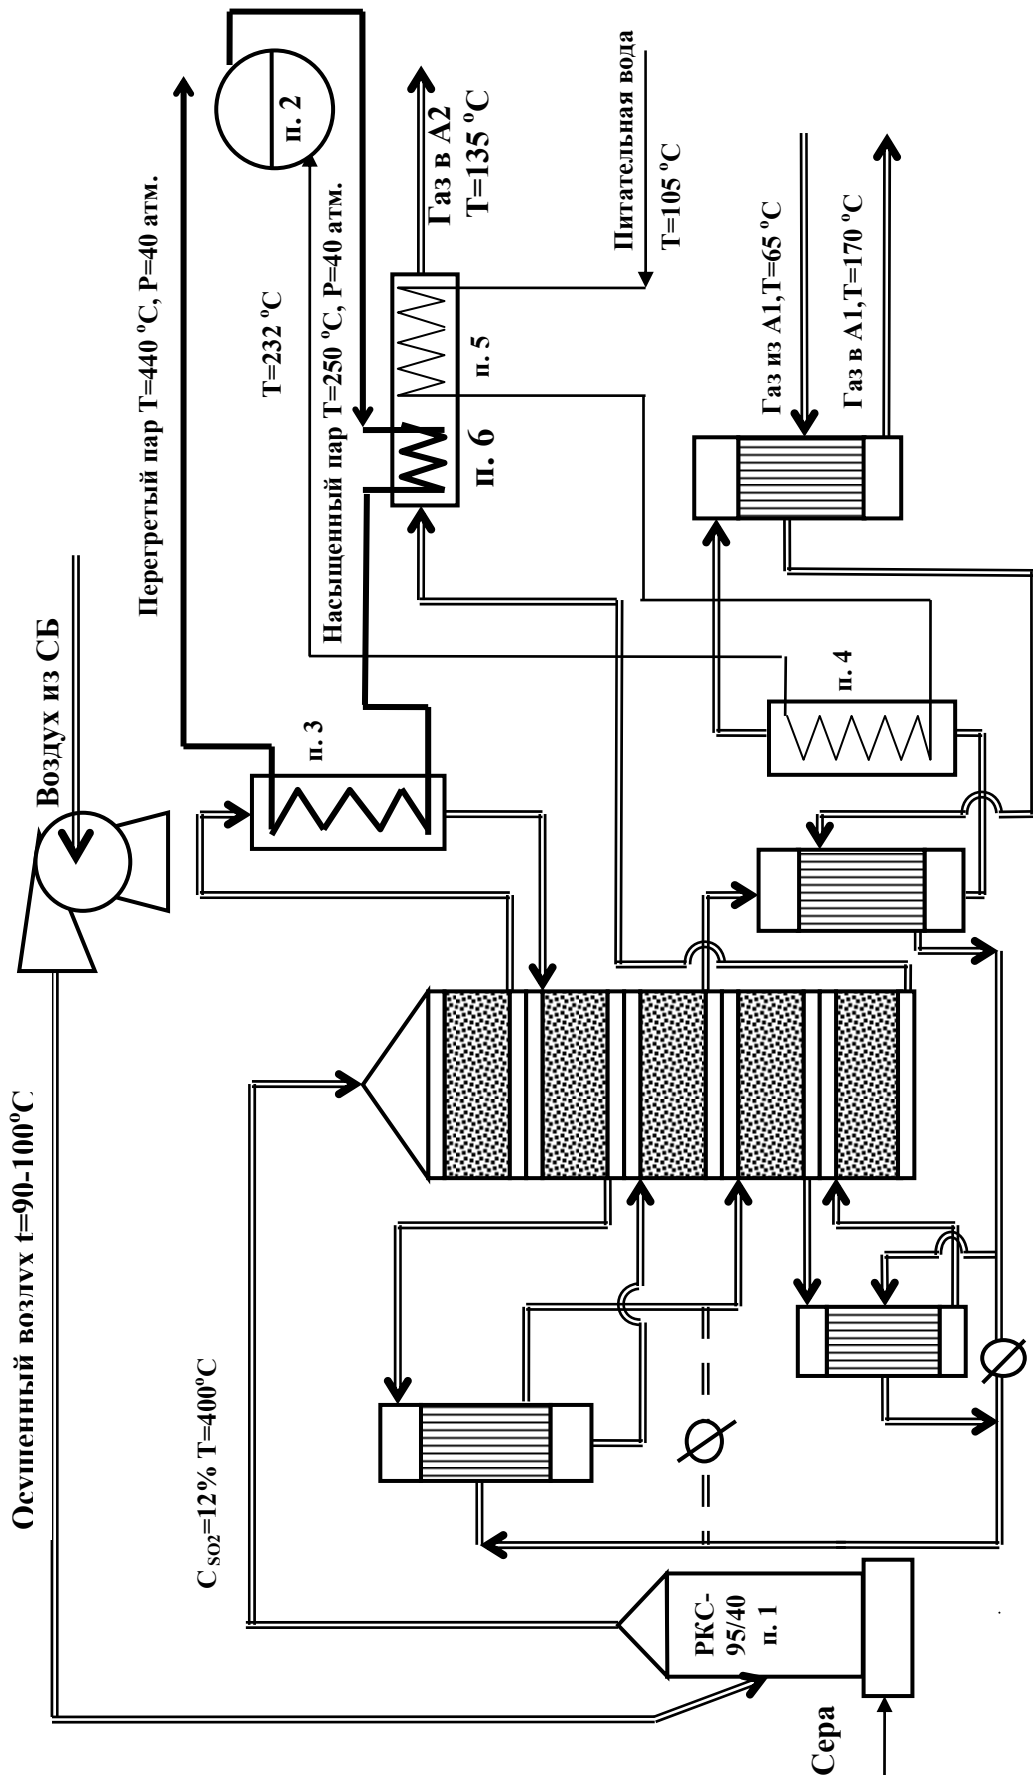 Осушенный воздух t=90-100°C
Воздух из СБ
C SO2=12% T=400°C
Перегретый пар T=440 °C, P=40 атм.
п. 2
T=232 °C
Насыщенный пар T=250 °C, P=40 атм.
Газ в А2
T=135 °C
Питательная вода
T=105 °C
п. 3
п. 6
п. 5
Газ из А1,T=65 °C
Газ в А1,T=170 °C
п. 4
РКС-
95/40
п. 1
Сера